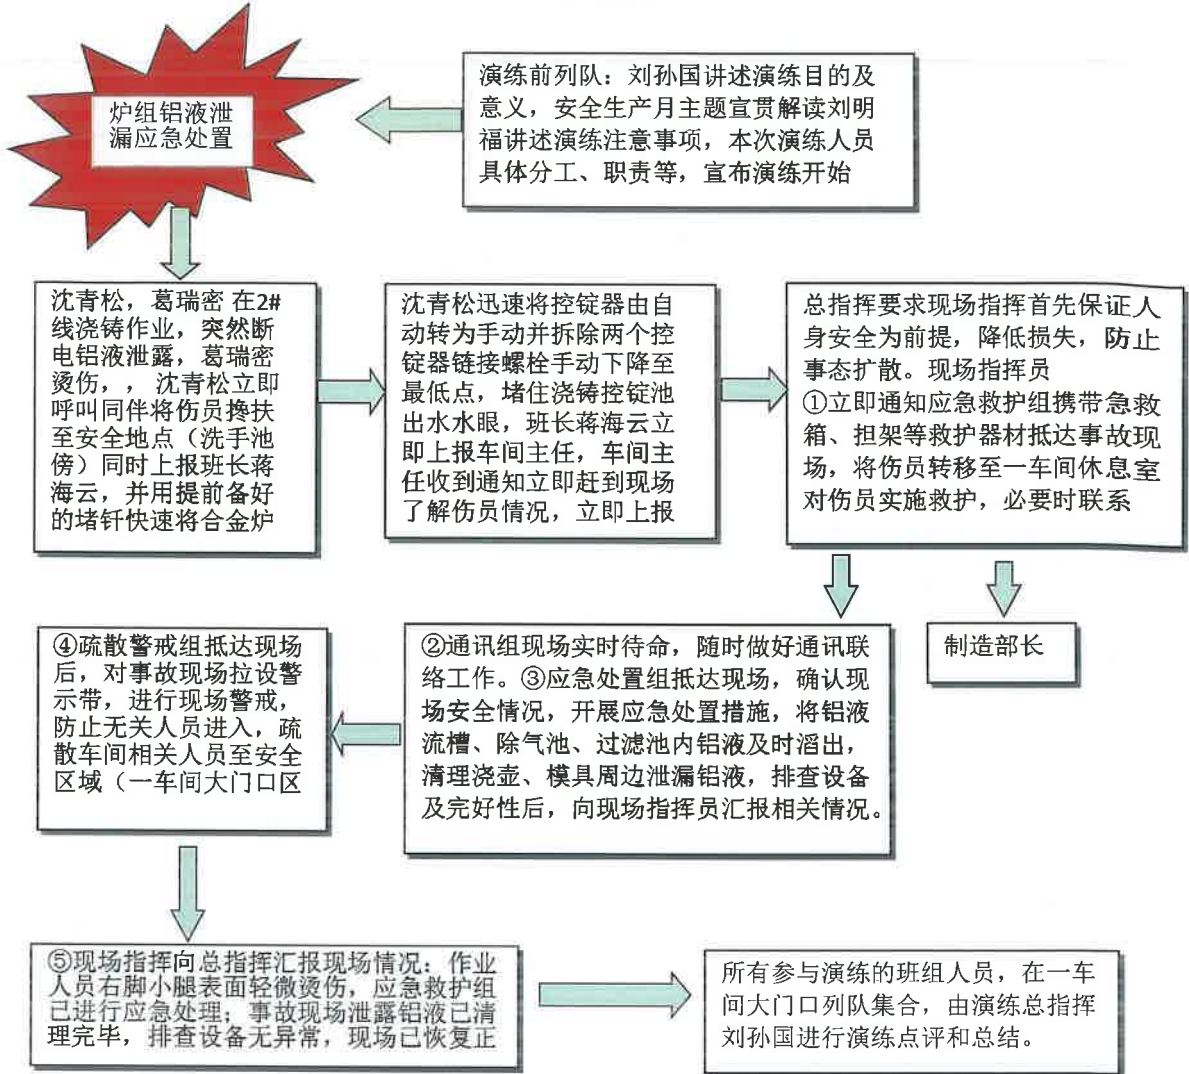 炉组铝液泄
漏应急处置
演练前列队：刘孙国讲述演练目的及
意义，安全生产月主题宣贯解读刘明
福讲述演练注意事项，本次演练人员
具体分工、职责等，宣布演练开始
沈青松，葛瑞密 在2#
线浇铸作业，突然断
电铝液泄露，葛瑞密
烫伤，，沈青松立即
呼叫同伴将伤员搀扶
至安全地点（洗手池
傍）同时上报班长蒋
海云，并用提前备好
的堵钎快速将合金炉
沈青松迅速将控锭器由自
动转为手动并拆除两个控
锭器链接螺栓手动下降至
最低点，堵住浇铸控锭池
出水水眼，班长蒋海云立
即上报车间主任，车间主
任收到通知立即赶到现场
了解伤员情况，立即上报
总指挥要求现场指挥首先保证人
身安全为前提，降低损失，防止
事态扩散。现场指挥员
①立即通知应急救护组携带急救
箱、担架等救护器材抵达事故现
场，将伤员转移至一车间休息室
对伤员实施救护，必要时联系
制造部长
②通讯组现场实时待命，随时做好通讯联
络工作。③应急处置组抵达现场，确认现
场安全情况，开展应急处置措施，将铝液
流槽、除气池、过滤池内铝液及时滔出，
清理浇壶、模具周边泄漏铝液，排查设备
及完好性后，向现场指挥员汇报相关情况。
④疏散警戒组抵达现场
后，对事故现场拉设警
示带，进行现场警戒，
防止无关人员进入，疏
散车间相关人员至安全
区域（一车间大门口区
⑤现场指挥向总指挥汇报现场情况：作业
人员右脚小腿表面轻微烫伤，应急救护组
已进行应急处理；事故现场泄露铝液已清
理完毕，排查设备无异常，现场已恢复正
所有参与演练的班组人员，在一车
间大门口列队集合，由演练总指挥
刘孙国进行演练点评和总结。